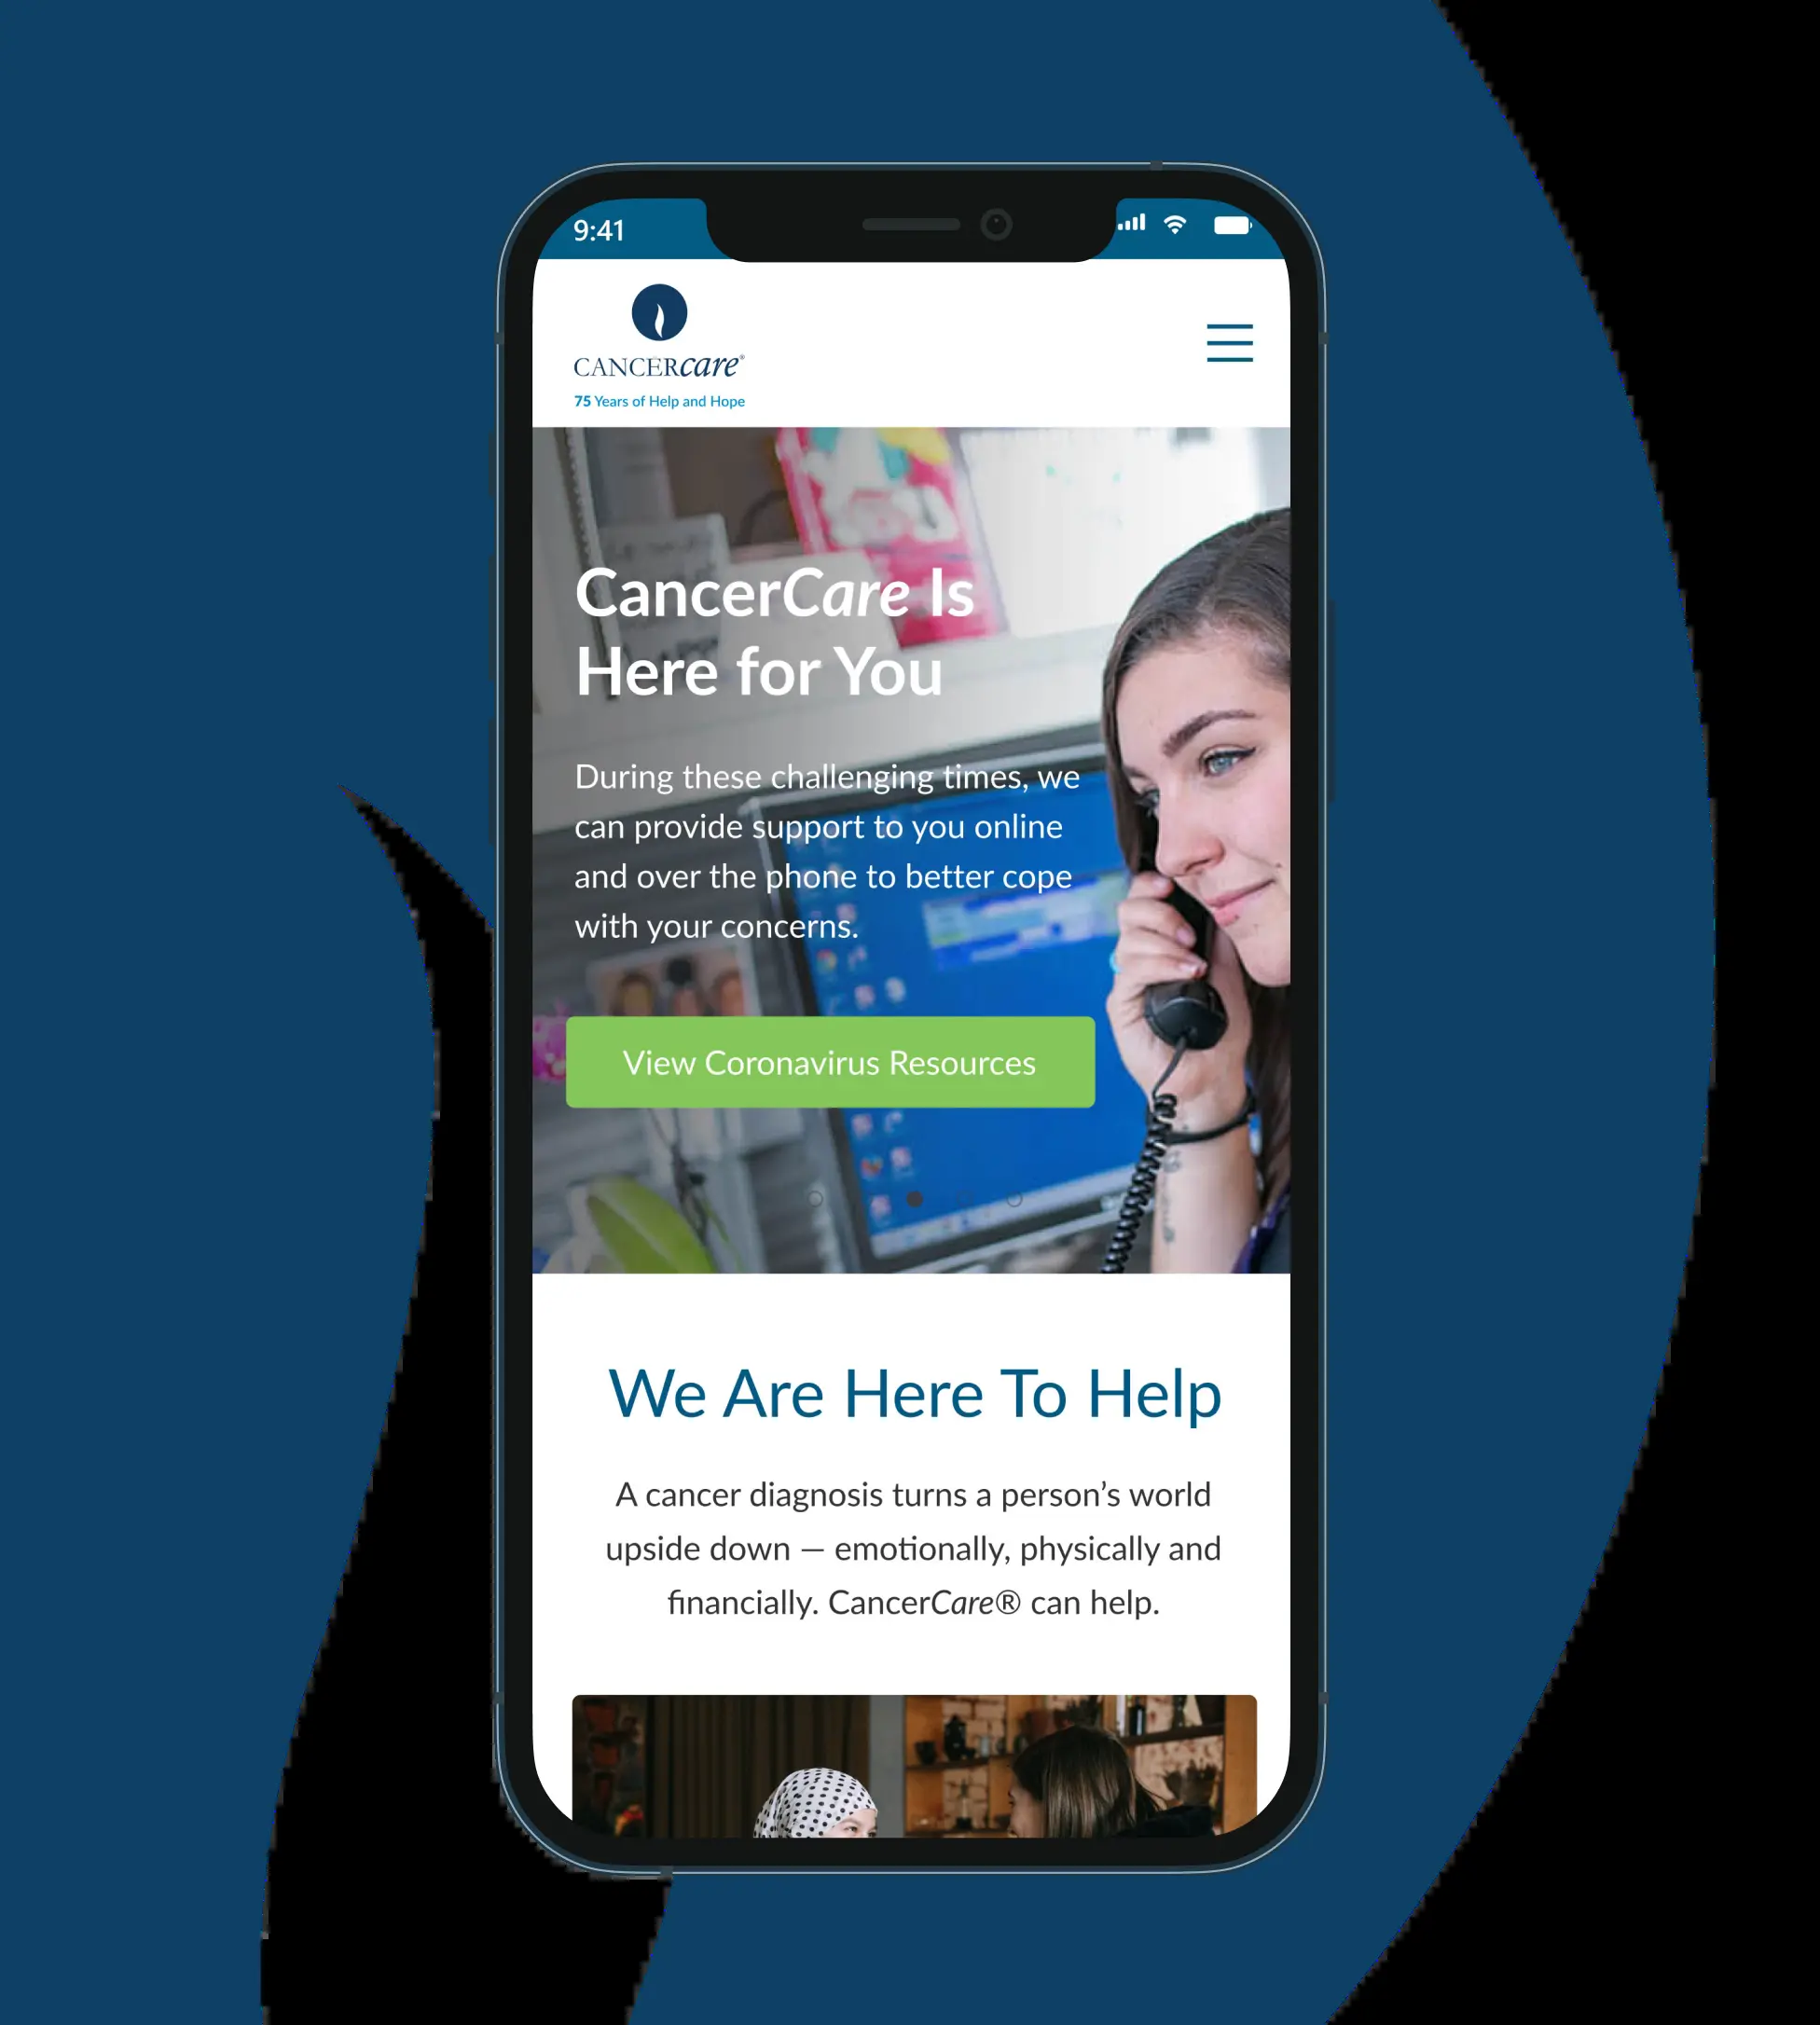 9:41
CANCERcare®
75 Years of Help and Hope
CancerCare Is
Here for You
During these challenging times, we
can provide support to you online
and over the phone to better cope
with your concerns.
View Coronavirus Resources
We Are Here To Help
A cancer diagnosis turns a person’s world
upside down — emotionally, physically and
financially. CancerCare® can help.